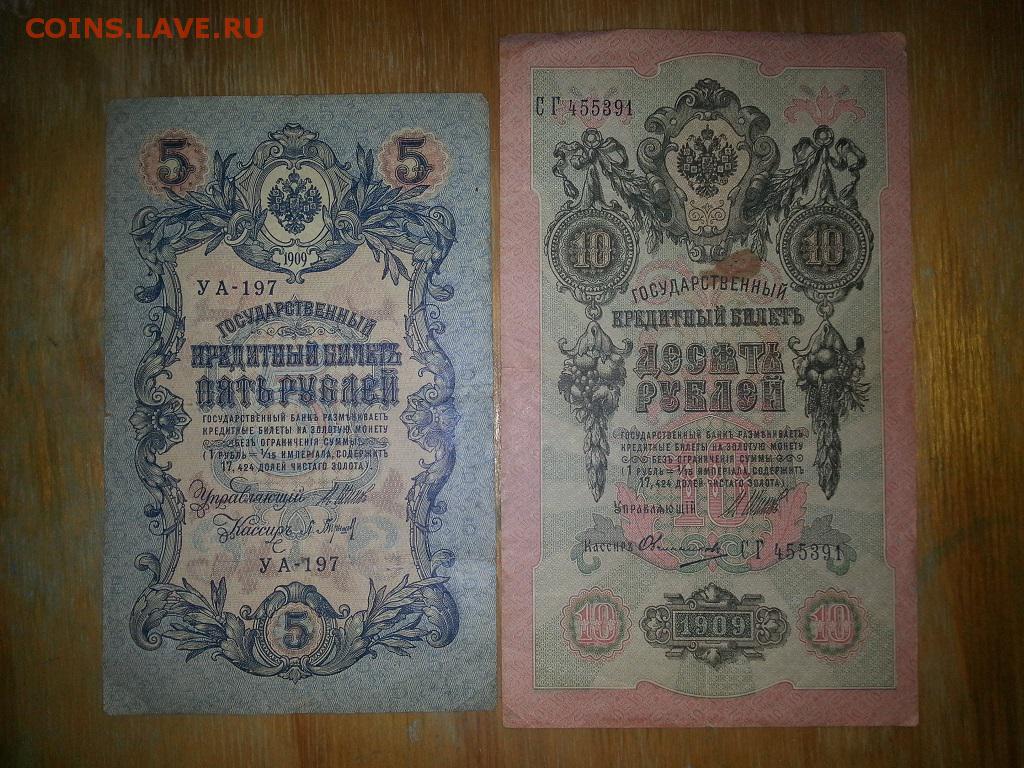 COINS.LAVE.РУ
5 5
1909
УА-197
ГОСУДАРСТВЕННЫЙ
КРЕДИТНЫЙ БИЛЕТЪ
ПЯТЬ РУБЛЕЙ
ГОСУДАРСТВЕННЫЙ БАНКЪ РАЗМѢНИВАЕТЪ
КРЕДИТНЫЕ БИЛЕТЫ НА ЗОЛОТУЮ МОНЕТУ
БЕЗЪ ОГРАНИЧЕНІЯ СУММЫ
(1 РУБЛЬ = 1/15 ИМПЕРІАЛА, СОДЕРЖИТЪ
17,424 ДОЛЕЙ ЧИСТАГО ЗОЛОТА).
Управляющій
Кассиръ
УА-197
5
СГ 455391
10 10
ГОСУДАРСТВЕННЫЙ
КРЕДИТНЫЙ БИЛЕТЪ
ДЕСЯТЬ
РУБЛЕЙ
ГОСУДАРСТВЕННЫЙ БАНКЪ РАЗМѢНИВАЕТЪ
КРЕДИТНЫЕ БИЛЕТЫ НА ЗОЛОТУЮ МОНЕТУ
БЕЗЪ ОГРАНИЧЕНІЯ СУММЫ
(1 РУБЛЬ = 1/15 ИМПЕРІАЛА, СОДЕРЖИТЪ
17,424 ДОЛЕЙ ЧИСТАГО ЗОЛОТА).
10
Управляющій
Кассиръ СГ 455391
10 1909 10